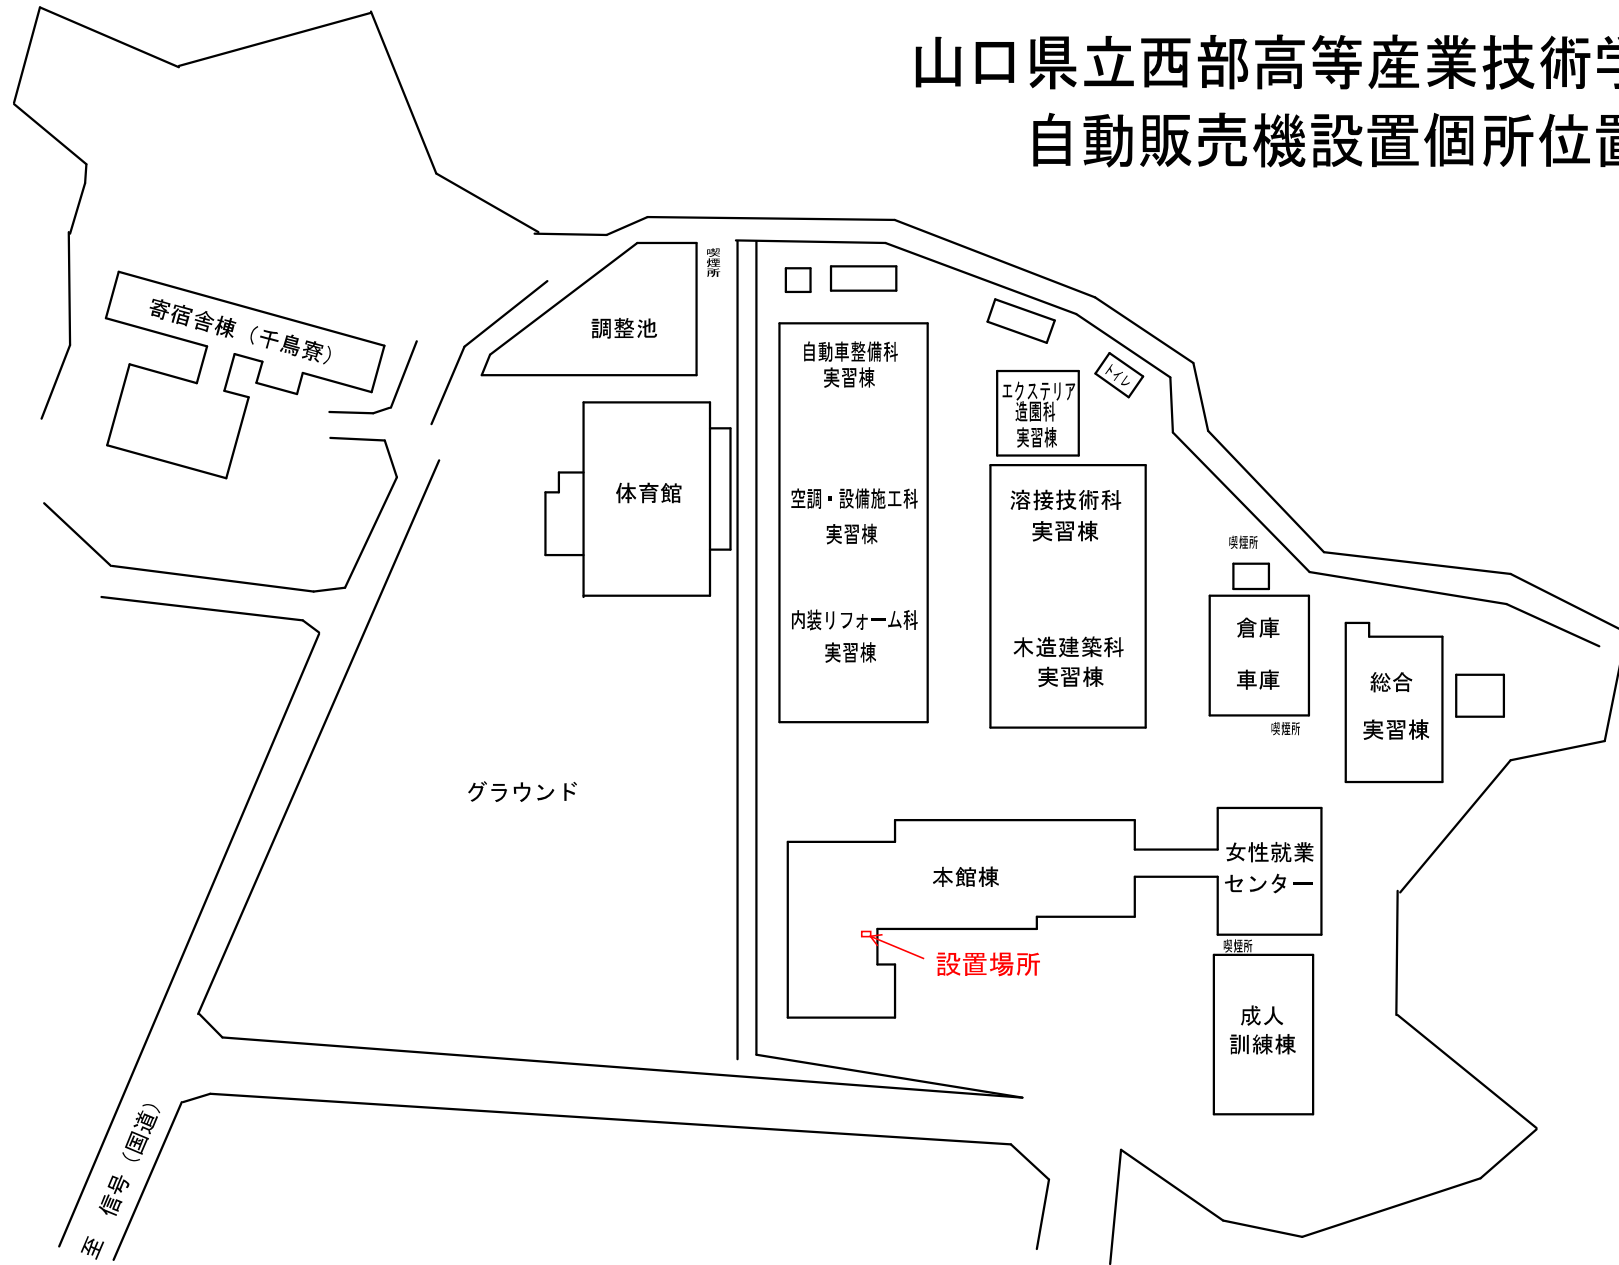 山口県立西部高等産業技術学
自動販売機設置個所位置
喫煙所
寄宿舎棟（千鳥寮）
調整池
自動車整備科
実習棟
トイレ
エクステリア
造園科
実習棟
体育館
空調・設備施工科
実習棟
溶接技術科
実習棟
喫煙所
内装リフォーム科
実習棟
木造建築科
実習棟
倉庫
車庫
総合
実習棟
喫煙所
グラウンド
本館棟
女性就業
センター
喫煙所
設置場所
成人
訓練棟
至　信号（国道）